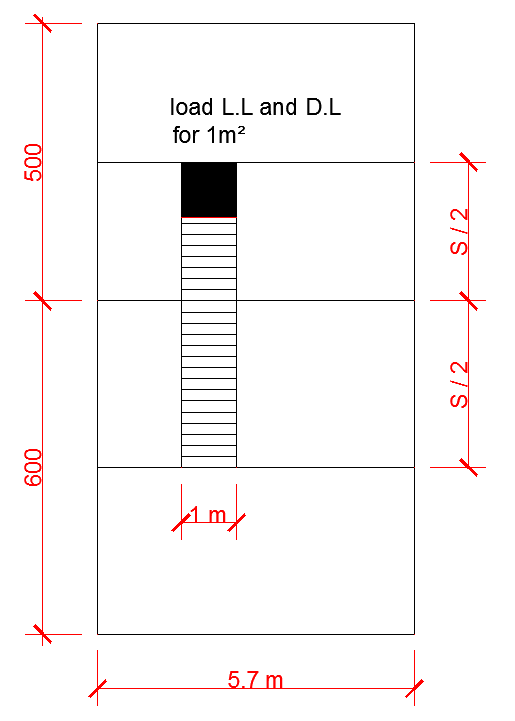 load L.L and D.L
for 1m²
500
S / 2
S / 2
600
1 m
5.7 m